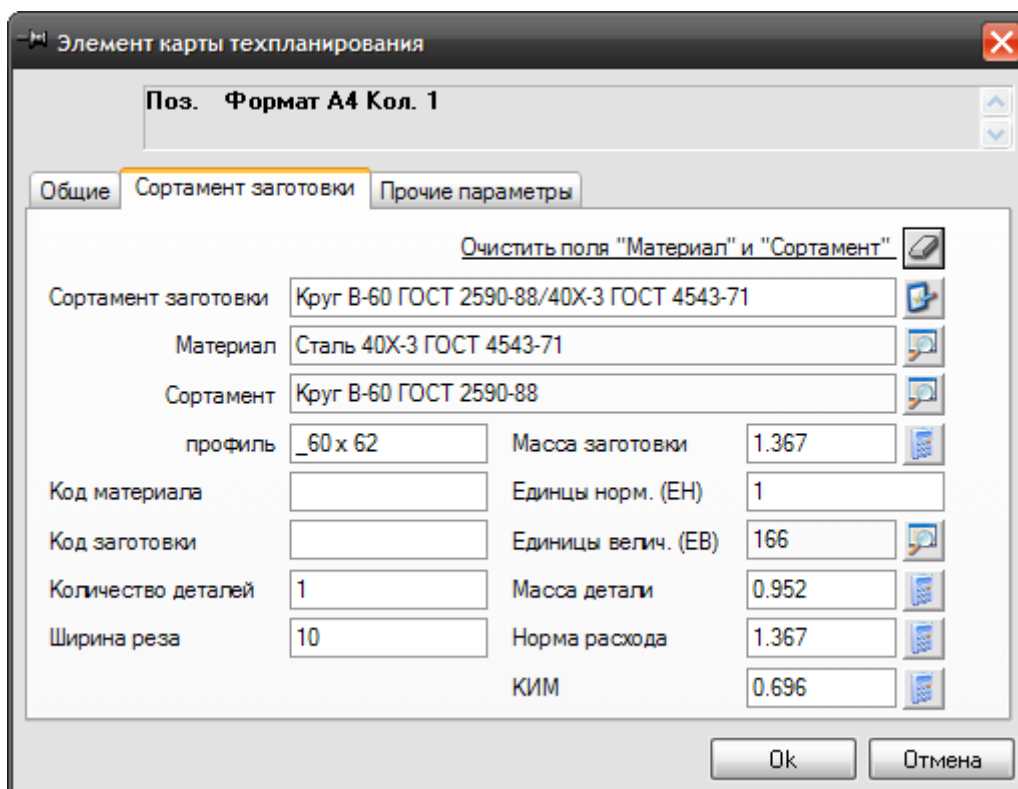 Элемент карты техпланирования
Поз. Формат А4 Кол. 1
Общие Сортамент заготовки Прочие параметры
Очистить поля "Материал" и "Сортамент"
Сортамент заготовки Круг В-60 ГОСТ 2590-88/40Х-3 ГОСТ 4543-71
Материал Сталь 40Х-3 ГОСТ 4543-71
Сортамент Круг В-60 ГОСТ 2590-88
профиль _60 х 62 Масса заготовки 1.367
Код материала Единцы норм. (ЕН) 1
Код заготовки Единицы велич. (ЕВ) 166
Количество деталей 1 Масса детали 0.952
Ширина реза 10 Норма расхода 1.367
КИМ 0.696
Ok Отмена